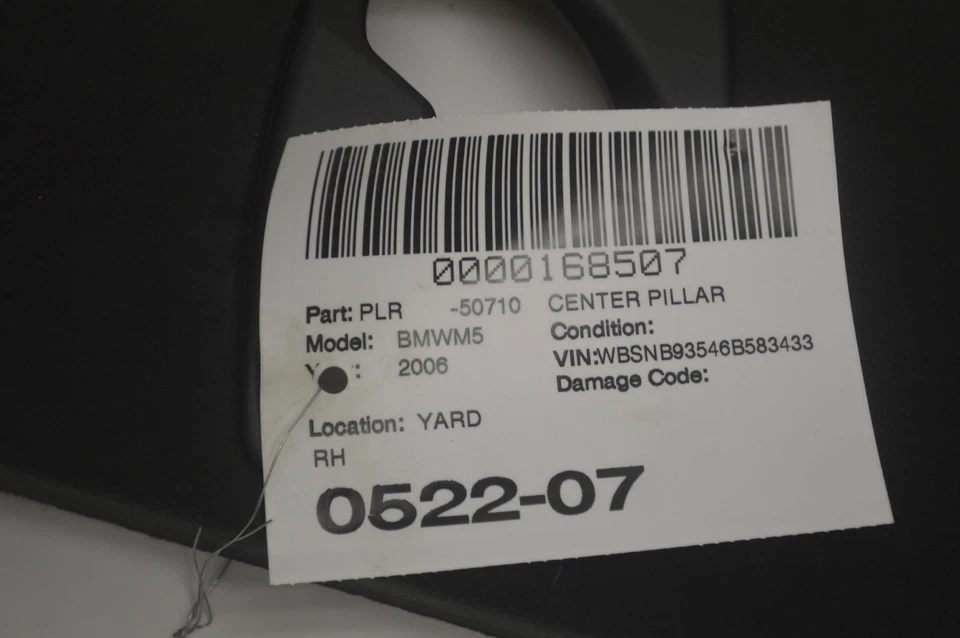 0000168507
Part: PLR -50710 CENTER PILLAR
Model: BMWM5 Condition:
2006 VIN:WBSNB93546B583433
Damage Code:
Location: YARD
RH
0522-07